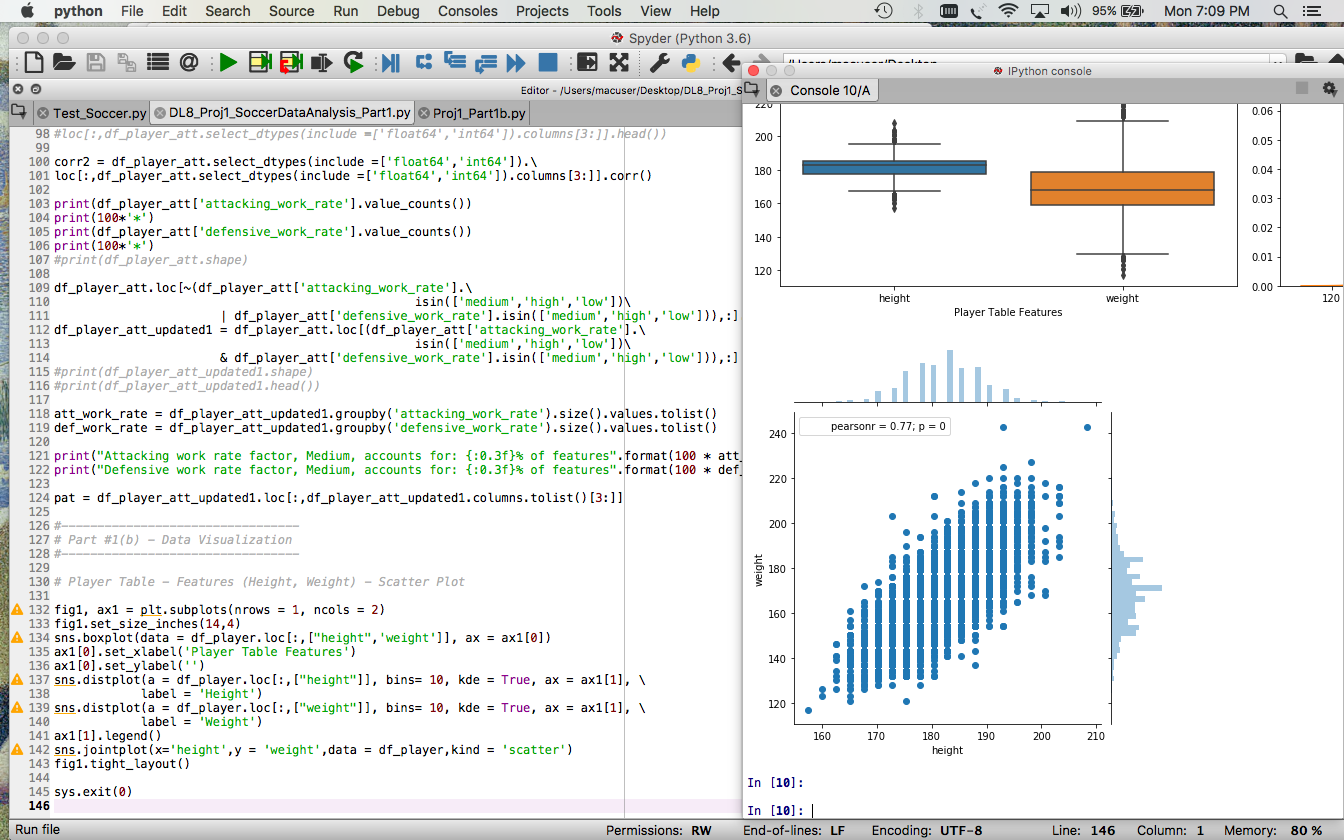 python File Edit Search Source Run Debug Consoles Projects Tools View Help 95% Mon 7:09 PM
Spyder (Python 3.6)
Editor - /Users/macuser/Desktop/DL8_Proj1_S
Test_Soccer.py DL8_Proj1_SoccerDataAnalysis_Part1.py Proj1_Part1b.py
98 #loc[:,df_player_att.select_dtypes(include =['float64','int64']).columns[3:]].head())
99
100 corr2 = df_player_att.select_dtypes(include =['float64','int64']).\
101 loc[:,df_player_att.select_dtypes(include =['float64','int64']).columns[3:]].corr()
102
103 print(df_player_att['attacking_work_rate'].value_counts())
104 print(100*'*')
105 print(df_player_att['defensive_work_rate'].value_counts())
106 print(100*'*')
107 #print(df_player_att.shape)
108
109 df_player_att.loc[~(df_player_att['attacking_work_rate'].\
110 isin(['medium','high','low'])\
111 | df_player_att['defensive_work_rate'].isin(['medium','high','low'])),:]
112 df_player_att_updated1 = df_player_att.loc[(df_player_att['attacking_work_rate'].\
113 isin(['medium','high','low'])\
114 & df_player_att['defensive_work_rate'].isin(['medium','high','low'])),:]
115 #print(df_player_att_updated1.shape)
116 #print(df_player_att_updated1.head())
117
118 att_work_rate = df_player_att_updated1.groupby('attacking_work_rate').size().values.tolist()
119 def_work_rate = df_player_att_updated1.groupby('defensive_work_rate').size().values.tolist()
120
121 print("Attacking work rate factor, Medium, accounts for: {:0.3f}% of features".format(100 * att_
122 print("Defensive work rate factor, Medium, accounts for: {:0.3f}% of features".format(100 * def_
123
124 pat = df_player_att_updated1.loc[:,df_player_att_updated1.columns.tolist()[3:]]
125
126 #---------------------------------
127 # Part #1(b) - Data Visualization
128 #---------------------------------
129
130 # Player Table - Features (Height, Weight) - Scatter Plot
131
132 fig1, ax1 = plt.subplots(nrows = 1, ncols = 2)
133 fig1.set_size_inches(14,4)
134 sns.boxplot(data = df_player.loc[:,["height",'weight']], ax = ax1[0])
135 ax1[0].set_xlabel('Player Table Features')
136 ax1[0].set_ylabel('')
137 sns.distplot(a = df_player.loc[:,["height"]], bins= 10, kde = True, ax = ax1[1], \
138 label = 'Height')
139 sns.distplot(a = df_player.loc[:,["weight"]], bins= 10, kde = True, ax = ax1[1], \
140 label = 'Weight')
141 ax1[1].legend()
142 sns.jointplot(x='height',y = 'weight',data = df_player,kind = 'scatter')
143 fig1.tight_layout()
144
145 sys.exit(0)
146
IPython console
Console 10/A
220
200
180
160
140
120
height weight
Player Table Features
0.06
0.05
0.04
0.03
0.02
0.01
0.00
120
pearsonr = 0.77; p = 0
240
220
200
180
160
140
120
weight
160 170 180 190 200 210
height
In [10]:
In [10]:
Run file Permissions: RW End-of-lines: LF Encoding: UTF-8 Line: 146 Column: 1 Memory: 80 %